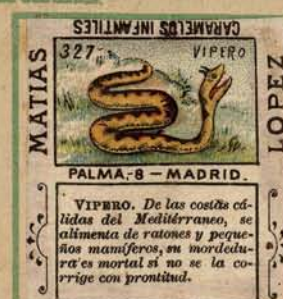 CARAMELOS INFANTILES
MATIAS
LOPEZ
327-
VIPERO
PALMA,-8 — MADRID.
VIPERO. De las costas cá-
lidas del Mediterraneo, se
alimenta de ratones y peque-
ños mamíferos, su mordedu-
ra es mortal si no se la co-
rrige con prontitud.